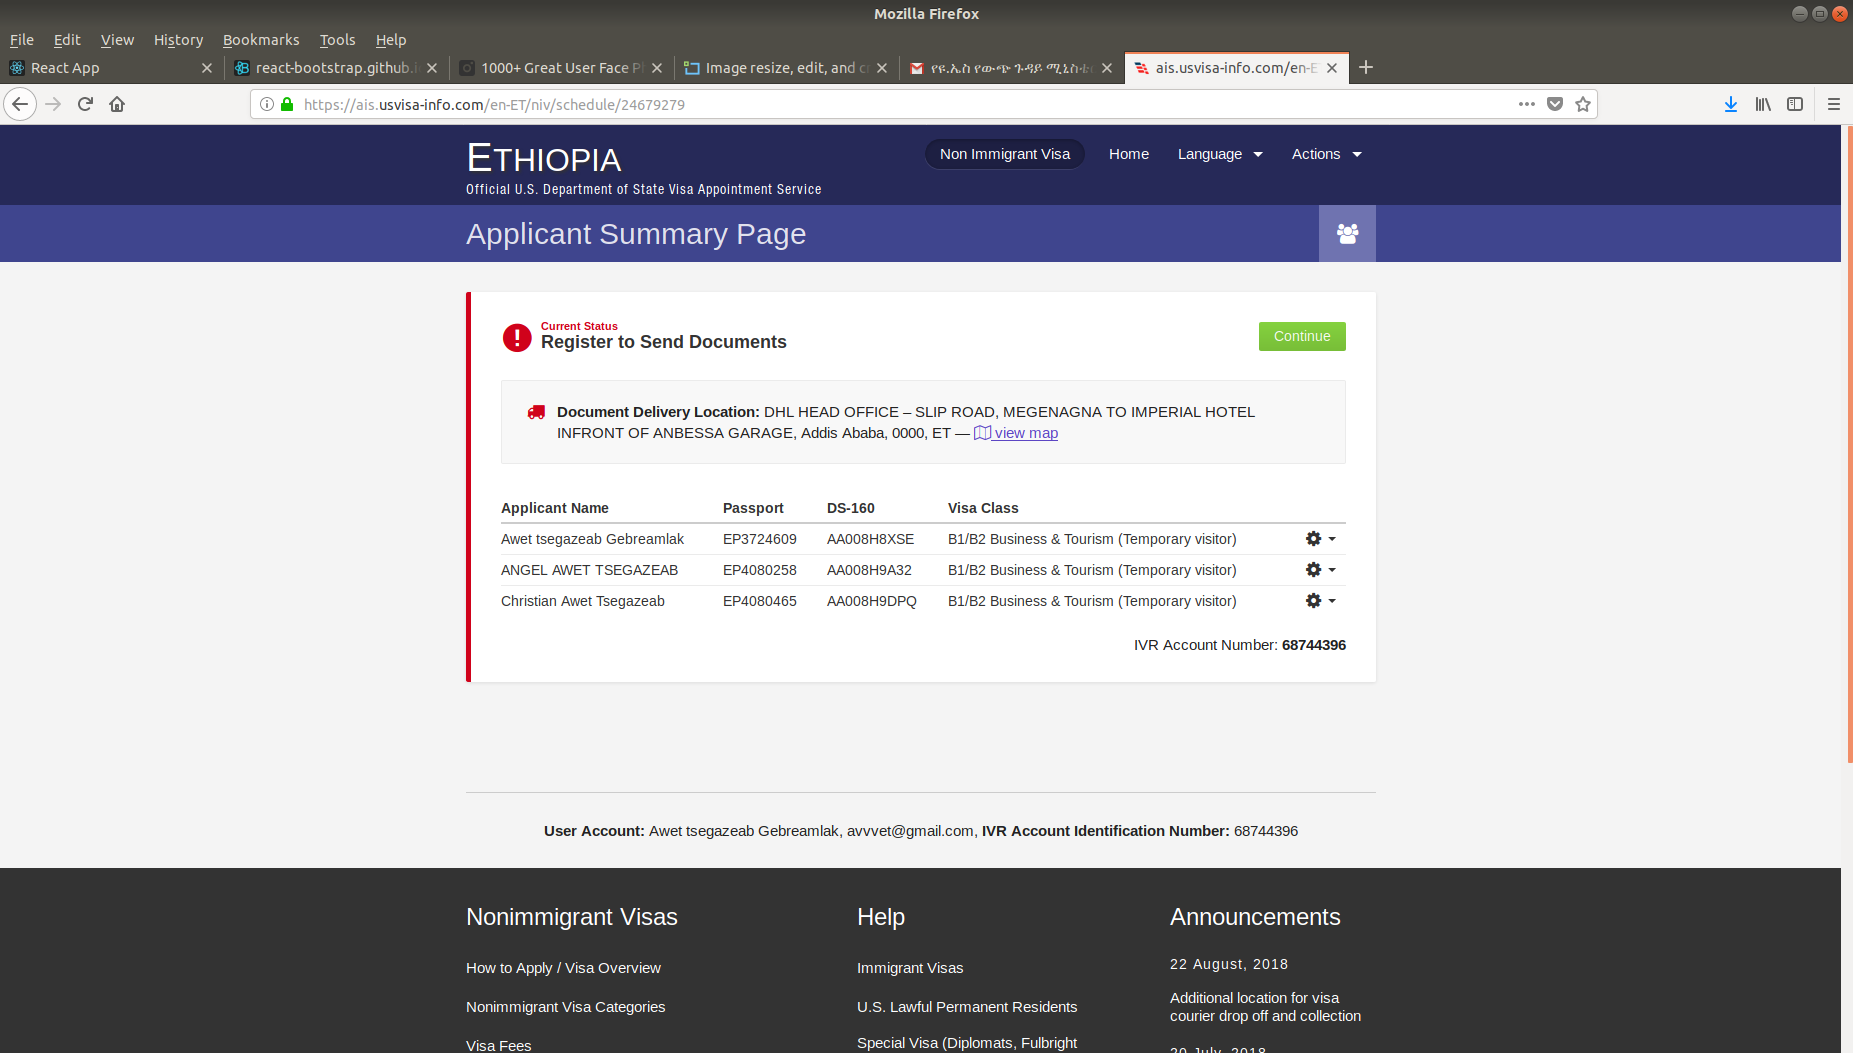 Mozilla Firefox
File Edit View History Bookmarks Tools Help
React App
react-bootstrap.github.i
1000+ Great User Face P
Image resize, edit, and c
የዩ.ኤስ የውጭ ጉዳይ ሚኒስቴ
ais.usvisa-info.com/en-E
https://ais.usvisa-info.com/en-ET/niv/schedule/24679279
ETHIOPIA
Official U.S. Department of State Visa Appointment Service
Non Immigrant Visa Home Language Actions
Applicant Summary Page
Current Status
Register to Send Documents
Continue
Document Delivery Location: DHL HEAD OFFICE – SLIP ROAD, MEGENAGNA TO IMPERIAL HOTEL
INFRONT OF ANBESSA GARAGE, Addis Ababa, 0000, ET — view map
Applicant Name Passport DS-160 Visa Class
Awet tsegazeab Gebreamlak EP3724609 AA008H8XSE B1/B2 Business & Tourism (Temporary visitor)
ANGEL AWET TSEGAZEAB EP4080258 AA008H9A32 B1/B2 Business & Tourism (Temporary visitor)
Christian Awet Tsegazeab EP4080465 AA008H9DPQ B1/B2 Business & Tourism (Temporary visitor)
IVR Account Number: 68744396
User Account: Awet tsegazeab Gebreamlak, avvvet@gmail.com, IVR Account Identification Number: 68744396
Nonimmigrant Visas
How to Apply / Visa Overview
Nonimmigrant Visa Categories
Visa Fees
Help
Immigrant Visas
U.S. Lawful Permanent Residents
Special Visa (Diplomats, Fulbright
Announcements
22 August, 2018
Additional location for visa
courier drop off and collection
20 July, 2018